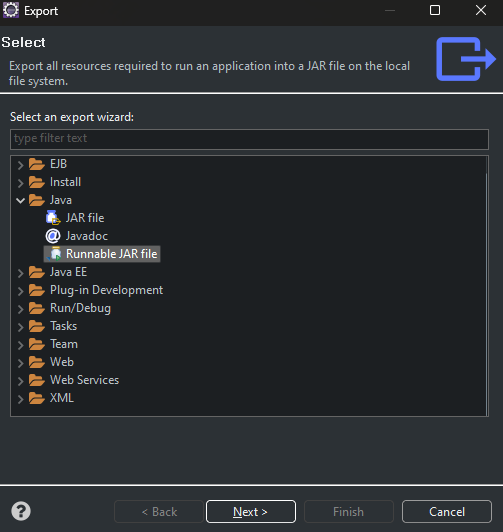 Export
Select
Export all resources required to run an application into a JAR file on the local
file system.
Select an export wizard:
type filter text
EJB
Install
Java
JAR file
@ Javadoc
Runnable JAR file
Java EE
Plug-in Development
Run/Debug
Tasks
Team
Web
Web Services
XML
? < Back Next > Finish Cancel